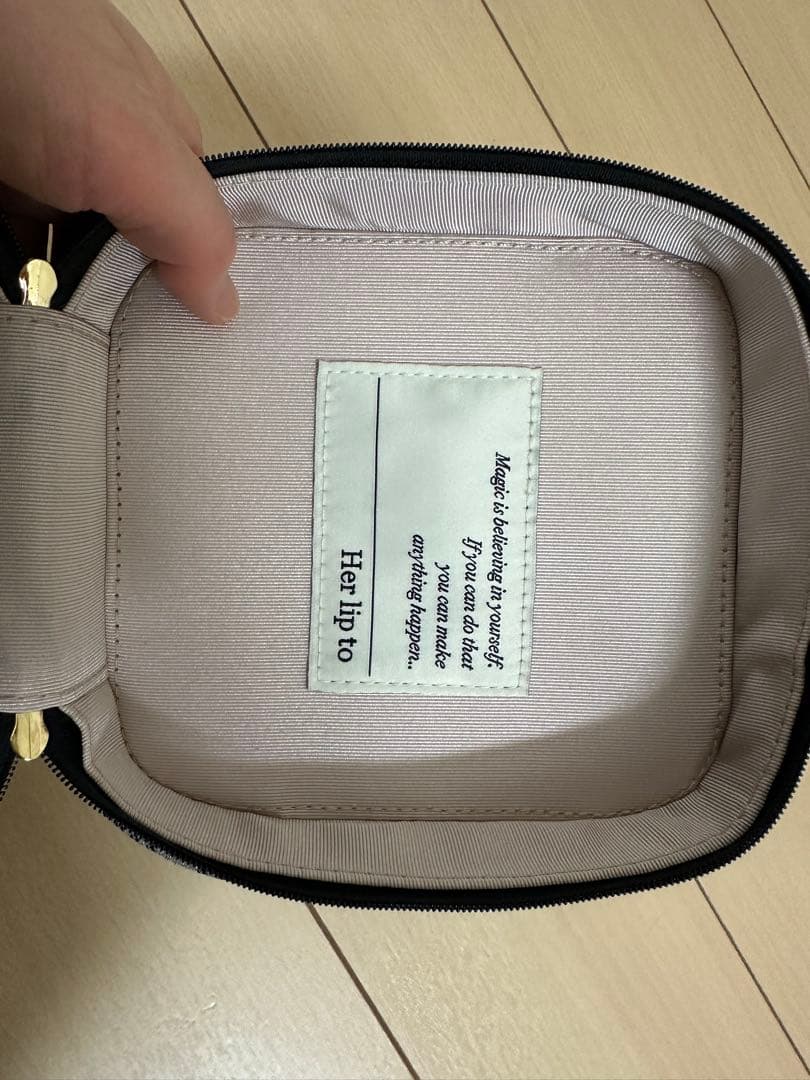 Magic is believing in yourself.
If you can do that
you can make
anything happen..
Her lip to